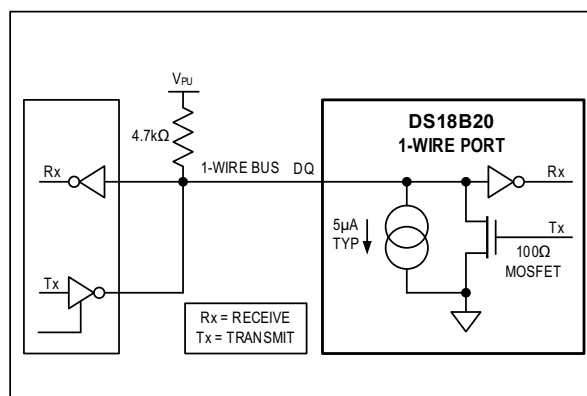 VPU
4.7kΩ
Rx
1-WIRE BUS
DQ
Tx
Rx = RECEIVE
Tx = TRANSMIT
DS18B20
1-WIRE PORT
Rx
5µA
TYP
Tx
100Ω
MOSFET